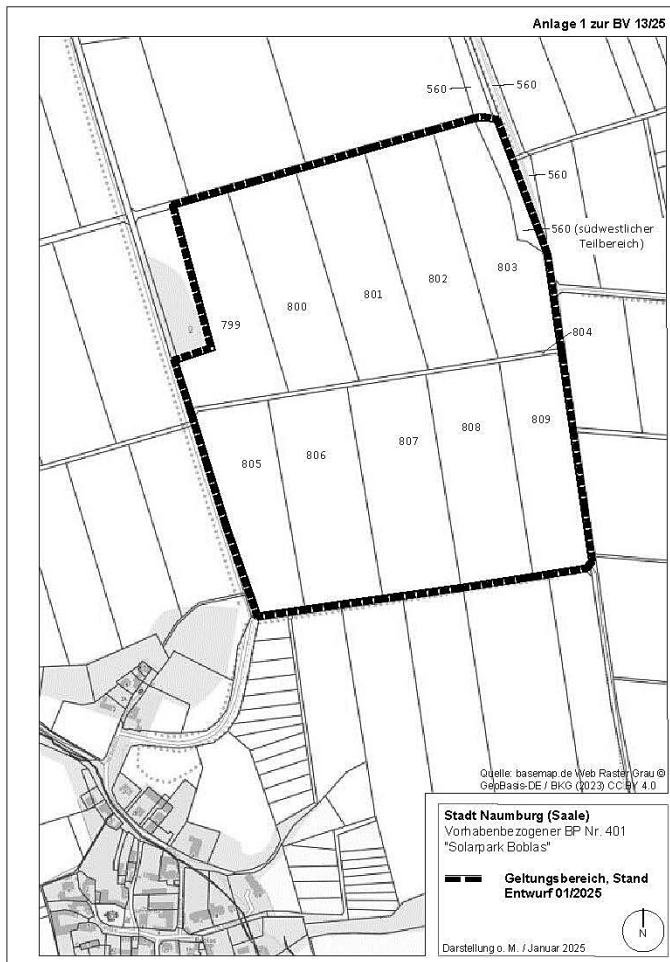 Anlage 1 zur BV 13/25
560
560
560
560 (südwestlicher
Teilbereich)
803
802
801
800
799
804
809
808
807
806
805
Quelle: basemap.de Web Raster Grau ©
GeoBasis-DE / BKG (2023) CC BY 4.0
Stadt Naumburg (Saale)
Vorhabenbezogener BP Nr. 401
"Solarpark Boblas"
Geltungsbereich, Stand
Entwurf 01/2025
N
Darstellung o. M. / Januar 2025